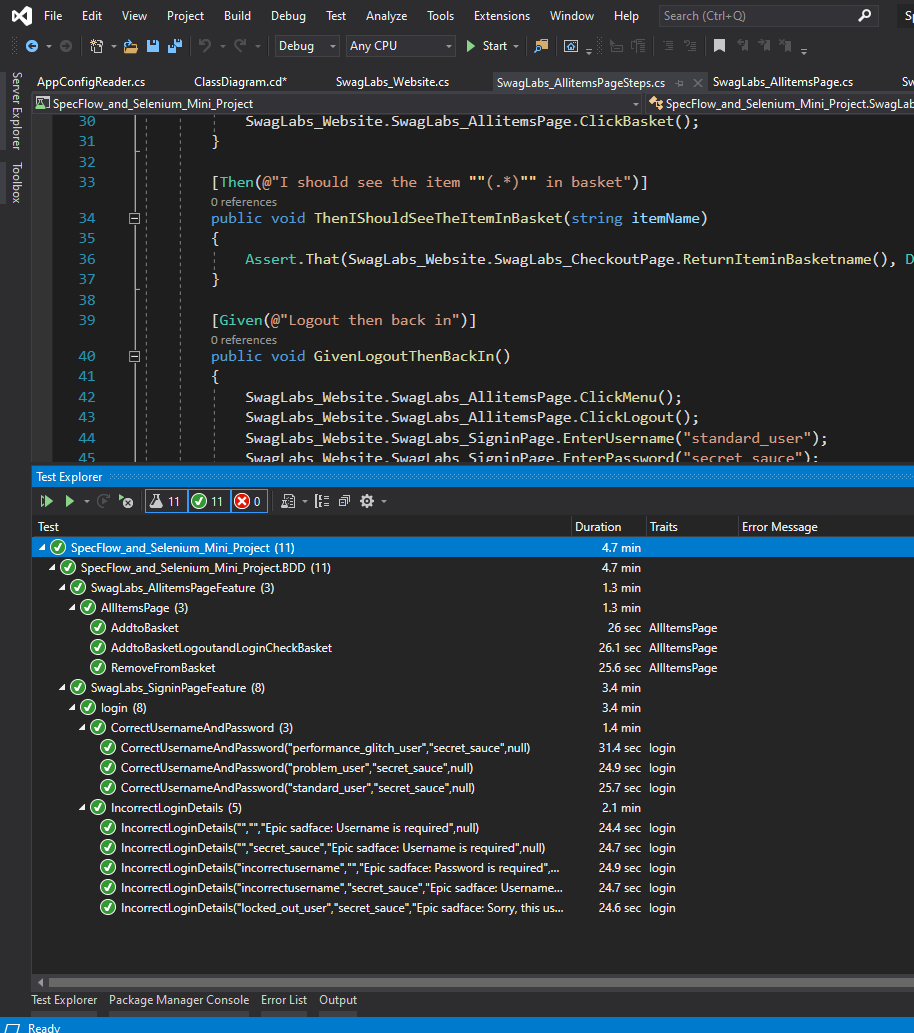 File Edit View Project Build Debug Test Analyze Tools Extensions Window Help Search (Ctrl+Q)
Debug Any CPU Start
AppConfigReader.cs ClassDiagram.cd* SwagLabs_Website.cs SwagLabs_AllitemsPageSteps.cs SwagLabs_AllitemsPage.cs
Server Explorer
Toolbox
SpecFlow_and_Selenium_Mini_Project SpecFlow_and_Selenium_Mini_Project.SwagLab
30 SwagLabs_Website.SwagLabs_AllitemsPage.ClickBasket();
31 }
32
33 [Then(@"I should see the item ""(.*)"" in basket")]
0 references
34 public void ThenIShouldSeeTheItemInBasket(string itemName)
35 {
36 Assert.That(SwagLabs_Website.SwagLabs_CheckoutPage.ReturnIteminBasketname(), D
37 }
38
39 [Given(@"Logout then back in")]
0 references
40 public void GivenLogoutThenBackIn()
41 {
42 SwagLabs_Website.SwagLabs_AllitemsPage.ClickMenu();
43 SwagLabs_Website.SwagLabs_AllitemsPage.ClickLogout();
44 SwagLabs_Website.SwagLabs_SigninPage.EnterUsername("standard_user");
45 SwagLabs_Website.SwagLabs_SigninPage.EnterPassword("secret_sauce");
Test Explorer
11 11 0
Test Duration Traits Error Message
SpecFlow_and_Selenium_Mini_Project (11) 4.7 min
SpecFlow_and_Selenium_Mini_Project.BDD (11) 4.7 min
SwagLabs_AllitemsPageFeature (3) 1.3 min
AllItemsPage (3) 1.3 min
AddtoBasket 26 sec AllItemsPage
AddtoBasketLogoutandLoginCheckBasket 26.1 sec AllItemsPage
RemoveFromBasket 25.6 sec AllItemsPage
SwagLabs_SigninPageFeature (8) 3.4 min
login (8) 3.4 min
CorrectUsernameAndPassword (3) 1.4 min
CorrectUsernameAndPassword("performance_glitch_user","secret_sauce",null) 31.4 sec login
CorrectUsernameAndPassword("problem_user","secret_sauce",null) 24.9 sec login
CorrectUsernameAndPassword("standard_user","secret_sauce",null) 25.7 sec login
IncorrectLoginDetails (5) 2.1 min
IncorrectLoginDetails("","","Epic sadface: Username is required",null) 24.4 sec login
IncorrectLoginDetails("","secret_sauce","Epic sadface: Username is required",null) 24.7 sec login
IncorrectLoginDetails("incorrectusername","","Epic sadface: Password is required",... 24.9 sec login
IncorrectLoginDetails("incorrectusername","secret_sauce","Epic sadface: Username... 24.7 sec login
IncorrectLoginDetails("locked_out_user","secret_sauce","Epic sadface: Sorry, this us... 24.6 sec login
Test Explorer Package Manager Console Error List Output
Ready